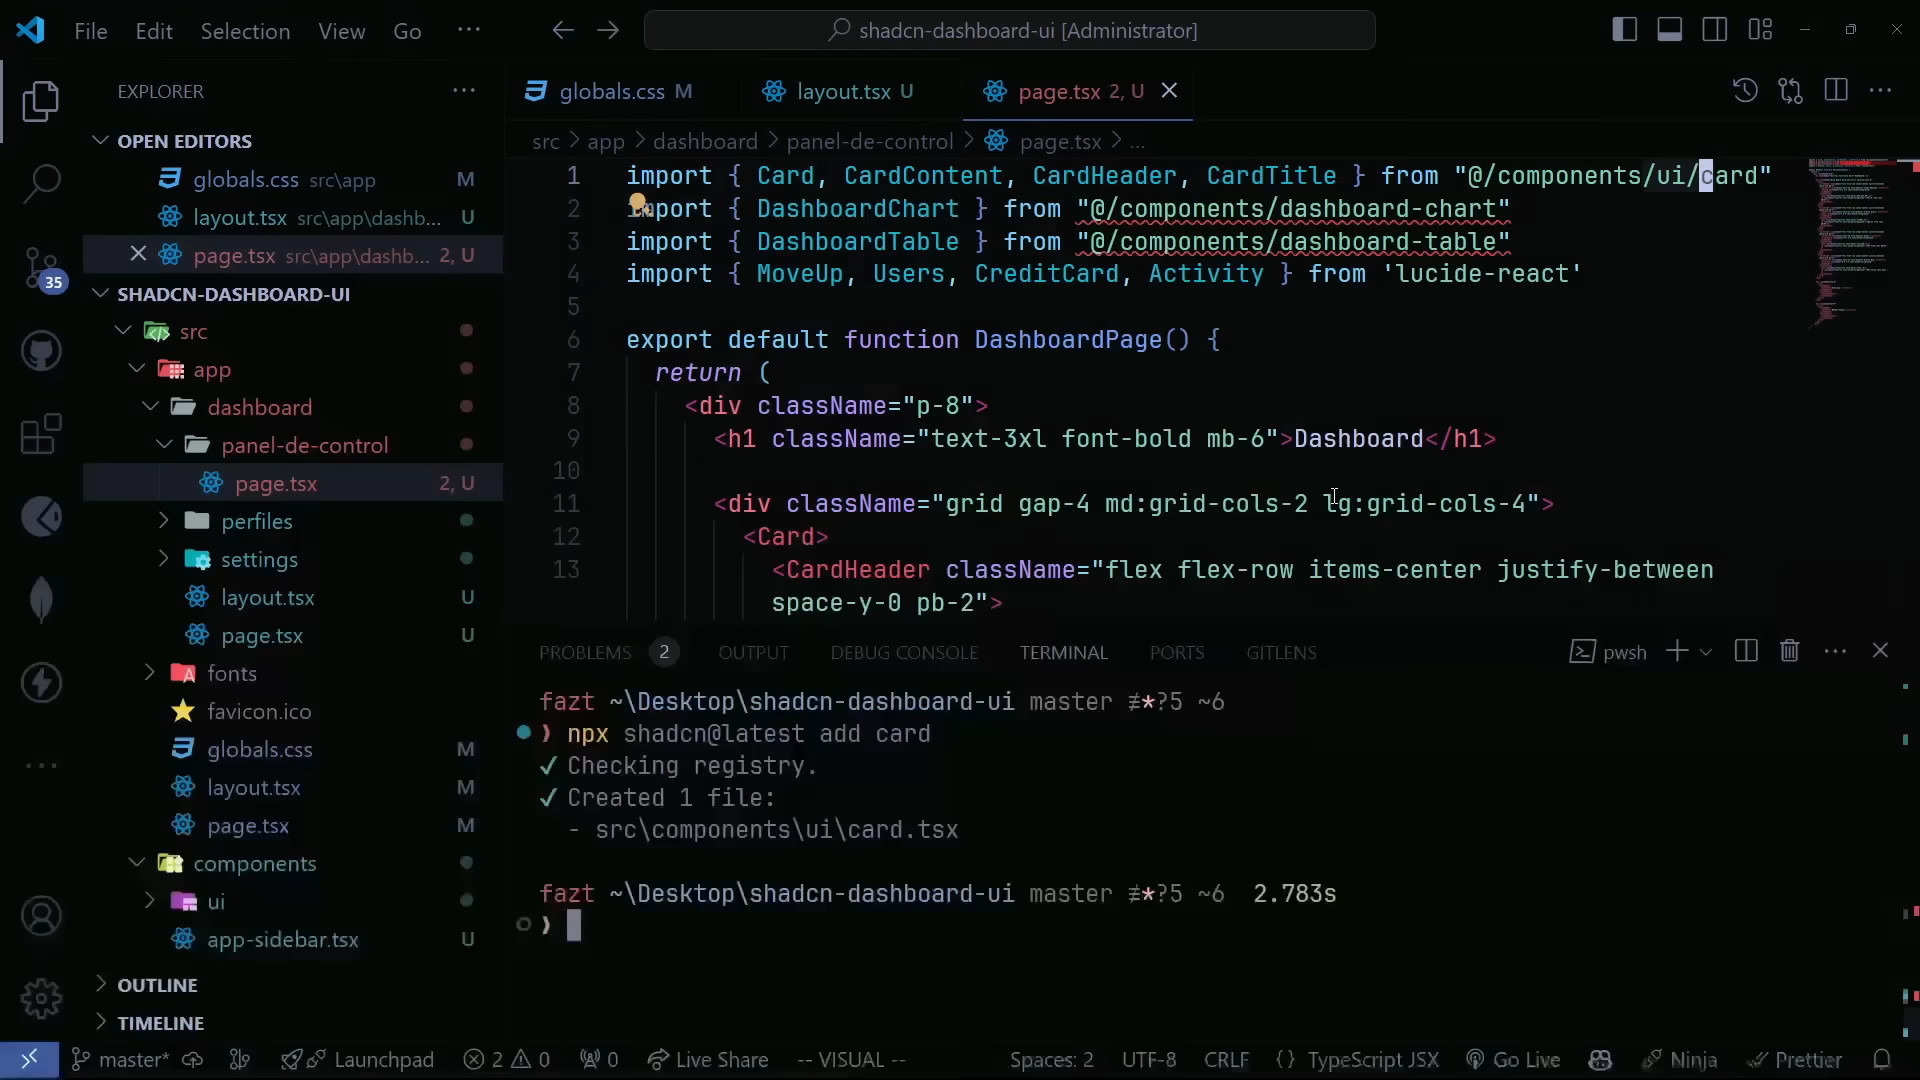 File Edit Selection View Go ···
shadcn-dashboard-ui [Administrator]
EXPLORER
OPEN EDITORS
globals.css src\app M
layout.tsx src\app\dashb... U
page.tsx src\app\dashb... 2, U
35
SHADCN-DASHBOARD-UI
src
app
dashboard
panel-de-control
page.tsx 2, U
perfiles
settings
layout.tsx U
page.tsx U
fonts
favicon.ico
globals.css M
layout.tsx M
page.tsx M
components
ui
app-sidebar.tsx U
OUTLINE
TIMELINE
globals.css M layout.tsx U page.tsx 2, U
src > app > dashboard > panel-de-control > page.tsx > ...
1 import { Card, CardContent, CardHeader, CardTitle } from "@/components/ui/card"
2 import { DashboardChart } from "@/components/dashboard-chart"
3 import { DashboardTable } from "@/components/dashboard-table"
4 import { MoveUp, Users, CreditCard, Activity } from 'lucide-react'
5
6 export default function DashboardPage() {
7 return (
8 <div className="p-8">
9 <h1 className="text-3xl font-bold mb-6">Dashboard</h1>
10
11 <div className="grid gap-4 md:grid-cols-2 lg:grid-cols-4">
12 <Card>
13 <CardHeader className="flex flex-row items-center justify-between
space-y-0 pb-2">
PROBLEMS 2 OUTPUT DEBUG CONSOLE TERMINAL PORTS GITLENS pwsh
fazt ~\Desktop\shadcn-dashboard-ui master ≢*?5 ~6
❯ npx shadcn@latest add card
✓ Checking registry.
✓ Created 1 file:
- src\components\ui\card.tsx
fazt ~\Desktop\shadcn-dashboard-ui master ≢*?5 ~6 2.783s
❯
master* Launchpad 2 0 0 Live Share -- VISUAL -- Spaces: 2 UTF-8 CRLF {} TypeScript JSX Go Live Ninja Prettier